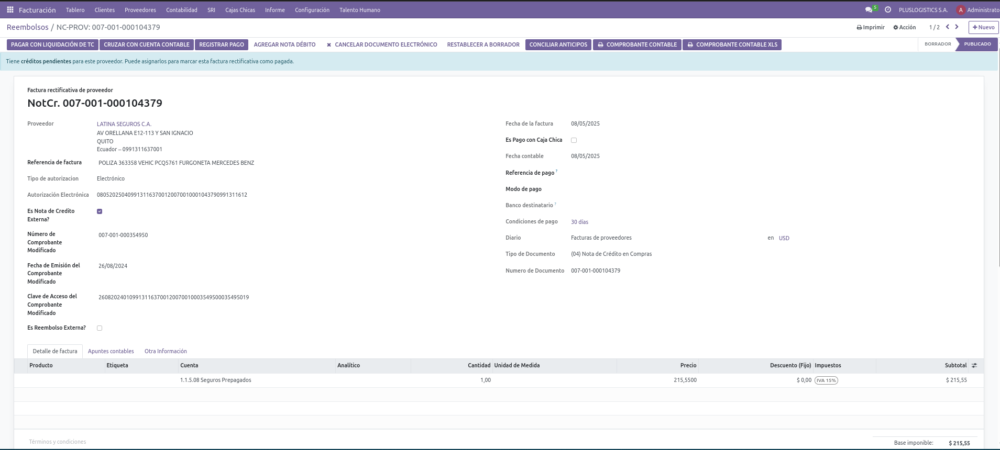 Facturación Tablero Clientes Proveedores Contabilidad SRI Cajas Chicas Informe Configuración Talento Humano 5 PLUSLOGISTICS S.A. A Administrato
Reembolsos / NC-PROV: 007-001-000104379 Imprimir Acción 1 / 2 Nuevo
PAGAR CON LIQUIDACIÓN DE TC CRUZAR CON CUENTA CONTABLE REGISTRAR PAGO AGREGAR NOTA DÉBITO CANCELAR DOCUMENTO ELECTRÓNICO RESTABLECER A BORRADOR CONCILIAR ANTICIPOS COMPROBANTE CONTABLE COMPROBANTE CONTABLE XLS BORRADOR PUBLICADO
Tiene créditos pendientes para este proveedor. Puede asignarlos para marcar esta factura rectificativa como pagada.
Factura rectificativa de proveedor
NotCr. 007-001-000104379
Proveedor LATINA SEGUROS C.A.
AV ORELLANA E12-113 Y SAN IGNACIO
QUITO
Ecuador – 0991311637001
Referencia de factura POLIZA 363358 VEHIC PCQ5761 FURGONETA MERCEDES BENZ
Tipo de autorizacion Electrónico
Autorización Electrónica 0805202504099131163700120070010001043790991311612
Es Nota de Credito
Externa?
Número de
Comprobante
Modificado
007-001-000354950
Fecha de Emisión del
Comprobante
Modificado
26/08/2024
Clave de Acceso del
Comprobante
Modificado
2608202401099131163700120070010003549500035495019
Es Reembolso Externa?
Fecha de la factura 08/05/2025
Es Pago con Caja Chica
Fecha contable 08/05/2025
Referencia de pago ?
Modo de pago
Banco destinatario ?
Condiciones de pago 30 días
Diario Facturas de proveedores en USD
Tipo de Documento (04) Nota de Crédito en Compras
Numero de Documento 007-001-000104379
Detalle de factura Apuntes contables Otra Información
Producto Etiqueta Cuenta Analítico Cantidad Unidad de Medida Precio Descuento (Fijo) Impuestos Subtotal
1.1.5.08 Seguros Prepagados 1,00 215,5500 $ 0,00 IVA 15% $ 215,55
Términos y condiciones
Base imponible: $ 215,55